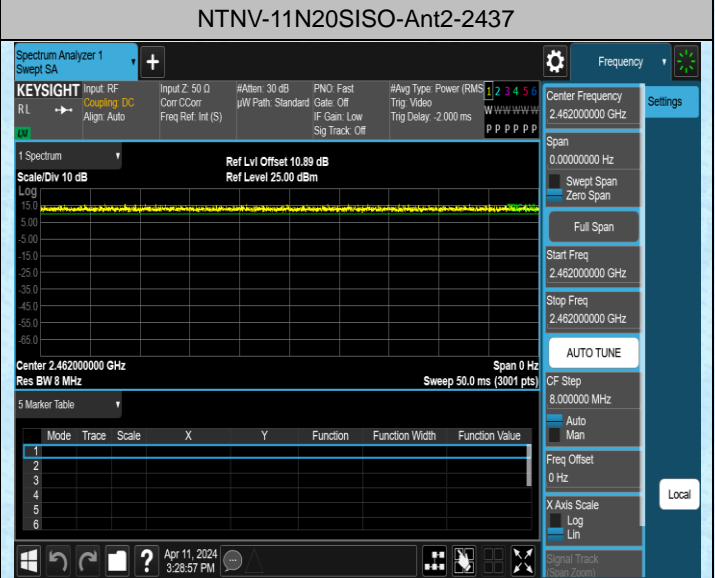 NTNV-11N20SISO-Ant2-2437
Spectrum Analyzer 1
Swept SA
+
Frequency
KEYSIGHT
RL
LXI
Input: RF
Coupling: DC
Align: Auto
Input Z: 50 Ω
Corr CCorr
Freq Ref: Int (S)
#Atten: 30 dB
µW Path: Standard
PNO: Fast
Gate: Off
IF Gain: Low
Sig Track: Off
#Avg Type: Power (RMS
Trig: Video
Trig Delay: -2.000 ms
1 2 3 4 5 6
W W W W W W
P P P P P P
Center Frequency
2.462000000 GHz
Settings
Span
0.00000000 Hz
Swept Span
Zero Span
Full Span
Start Freq
2.462000000 GHz
Stop Freq
2.462000000 GHz
AUTO TUNE
CF Step
8.000000 MHz
Auto
Man
Freq Offset
0 Hz
X Axis Scale
Log
Lin
Signal Track
(Span Zoom)
Local
1 Spectrum
Scale/Div 10 dB
Ref Lvl Offset 10.89 dB
Ref Level 25.00 dBm
Log
15.0
5.00
-5.00
-15.0
-25.0
-35.0
-45.0
-55.0
-65.0
Center 2.462000000 GHz
Span 0 Hz
Res BW 8 MHz
Sweep 50.0 ms (3001 pts)
5 Marker Table
Mode Trace Scale X Y Function Function Width Function Value
1
2
3
4
5
6
?
Apr 11, 2024
3:28:57 PM